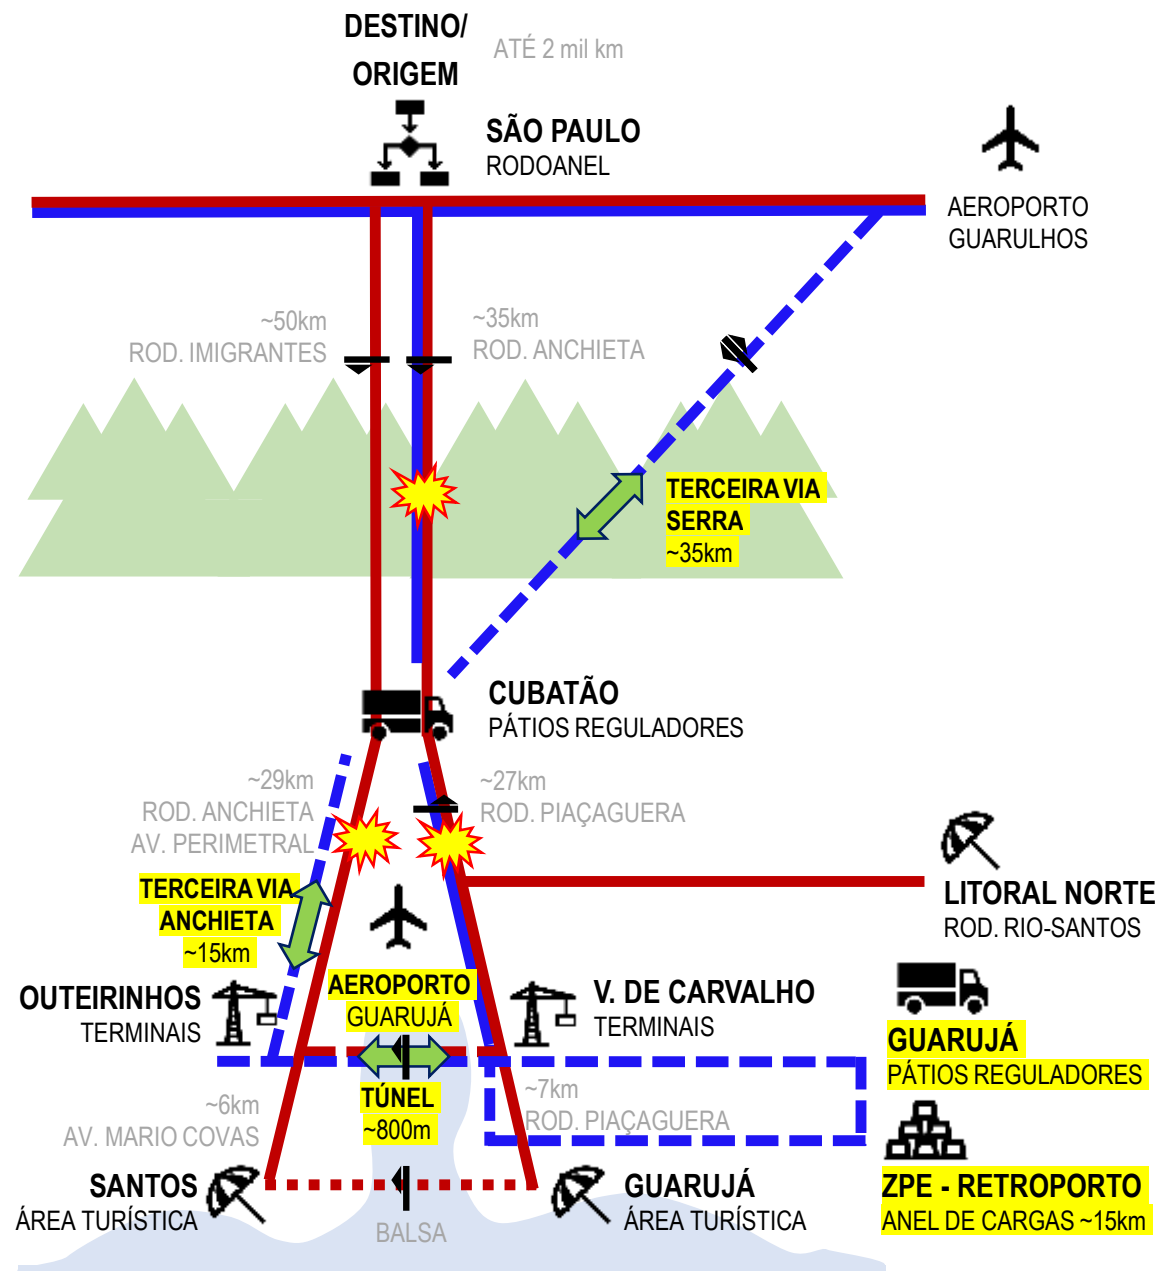 DESTINO/
ORIGEM
ATÉ 2 mil km
SÃO PAULO
RODOANEL
AEROPORTO
GUARULHOS
~50km
ROD. IMIGRANTES
~35km
ROD. ANCHIETA
TERCEIRA VIA
SERRA
~35km
CUBATÃO
PÁTIOS REGULADORES
~29km
ROD. ANCHIETA
AV. PERIMETRAL
~27km
ROD. PIAÇAGUERA
TERCEIRA VIA
ANCHIETA
~15km
LITORAL NORTE
ROD. RIO-SANTOS
OUTEIRINHOS
TERMINAIS
AEROPORTO
GUARUJÁ
V. DE CARVALHO
TERMINAIS
GUARUJÁ
PÁTIOS REGULADORES
TÚNEL
~800m
~6km
AV. MARIO COVAS
~7km
ROD. PIAÇAGUERA
SANTOS
ÁREA TURÍSTICA
BALSA
GUARUJÁ
ÁREA TURÍSTICA
ZPE - RETROPORTO
ANEL DE CARGAS ~15km